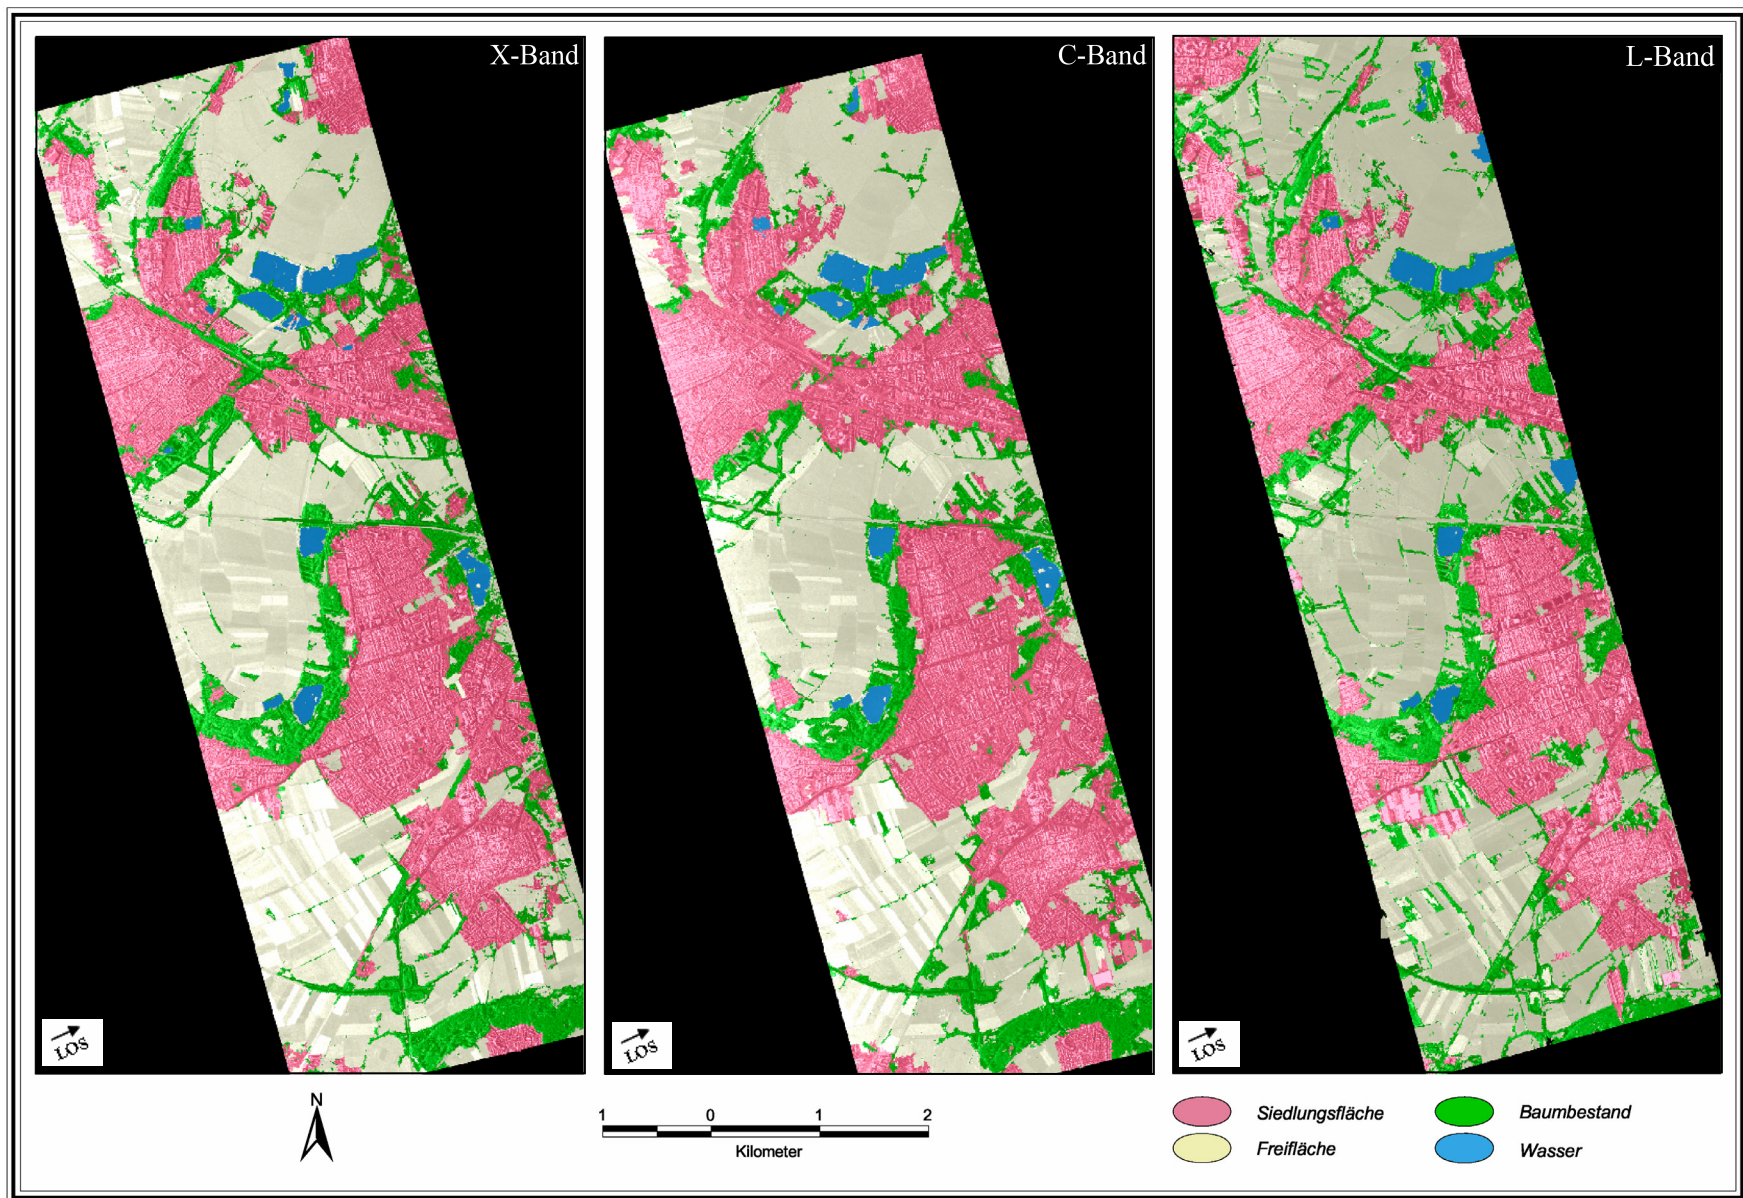 X-Band
C-Band
L-Band
LOS
LOS
LOS
N
1 0 1 2
Kilometer
Siedlungsfläche
Baumbestand
Freifläche
Wasser